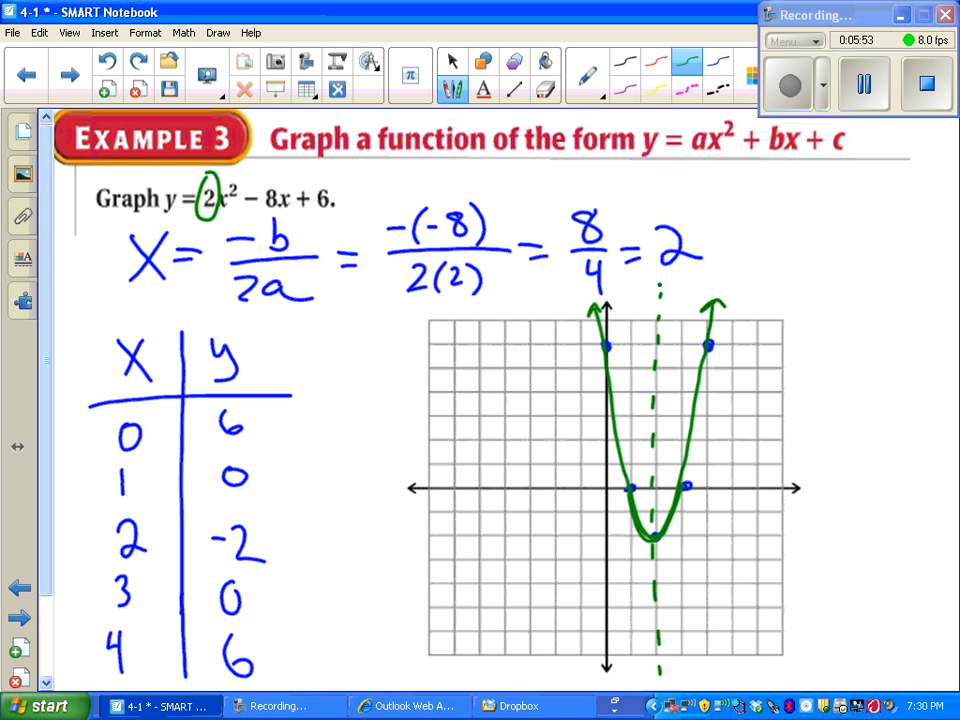 4-1 * - SMART Notebook
Recording...
File Edit View Insert Format Math Draw Help
Menu 0:05:53 8.0 fps
EXAMPLE 3 Graph a function of the form y = ax² + bx + c
Graph y = 2x² − 8x + 6.
X = -b/2a = -(-8)/2(2) = 8/4 = 2
X y
0 6
1 0
2 -2
3 0
4 6
start 4-1 * - SMART ... Recording... Outlook Web A... Dropbox 7:30 PM